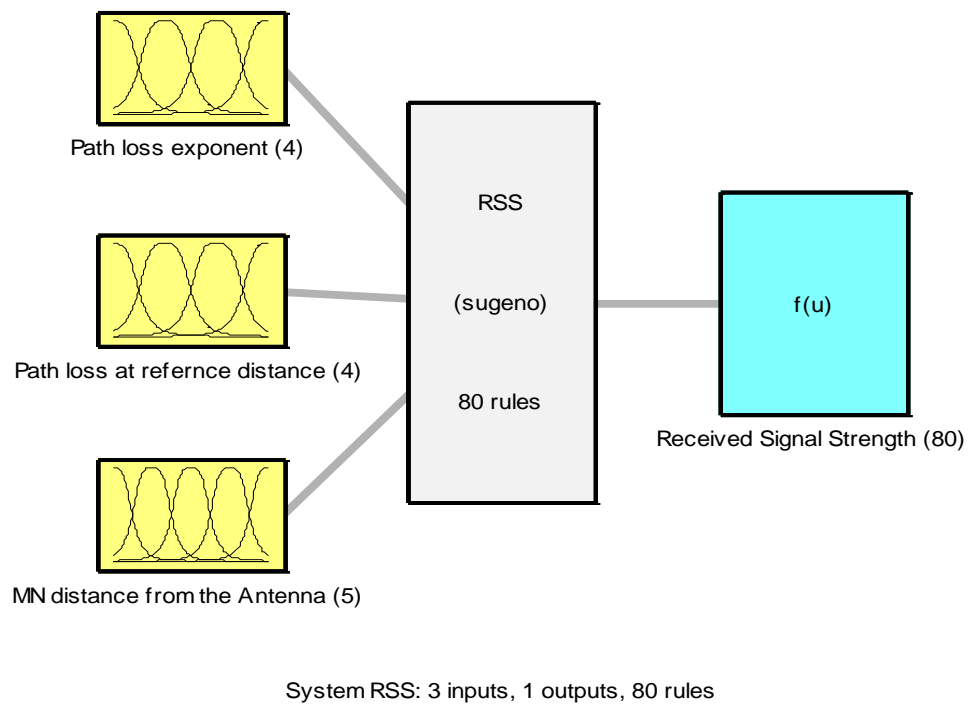 Path loss exponent (4)
Path loss at refernce distance (4)
MN distance from the Antenna (5)
RSS
(sugeno)
80 rules
f(u)
Received Signal Strength (80)
System RSS: 3 inputs, 1 outputs, 80 rules